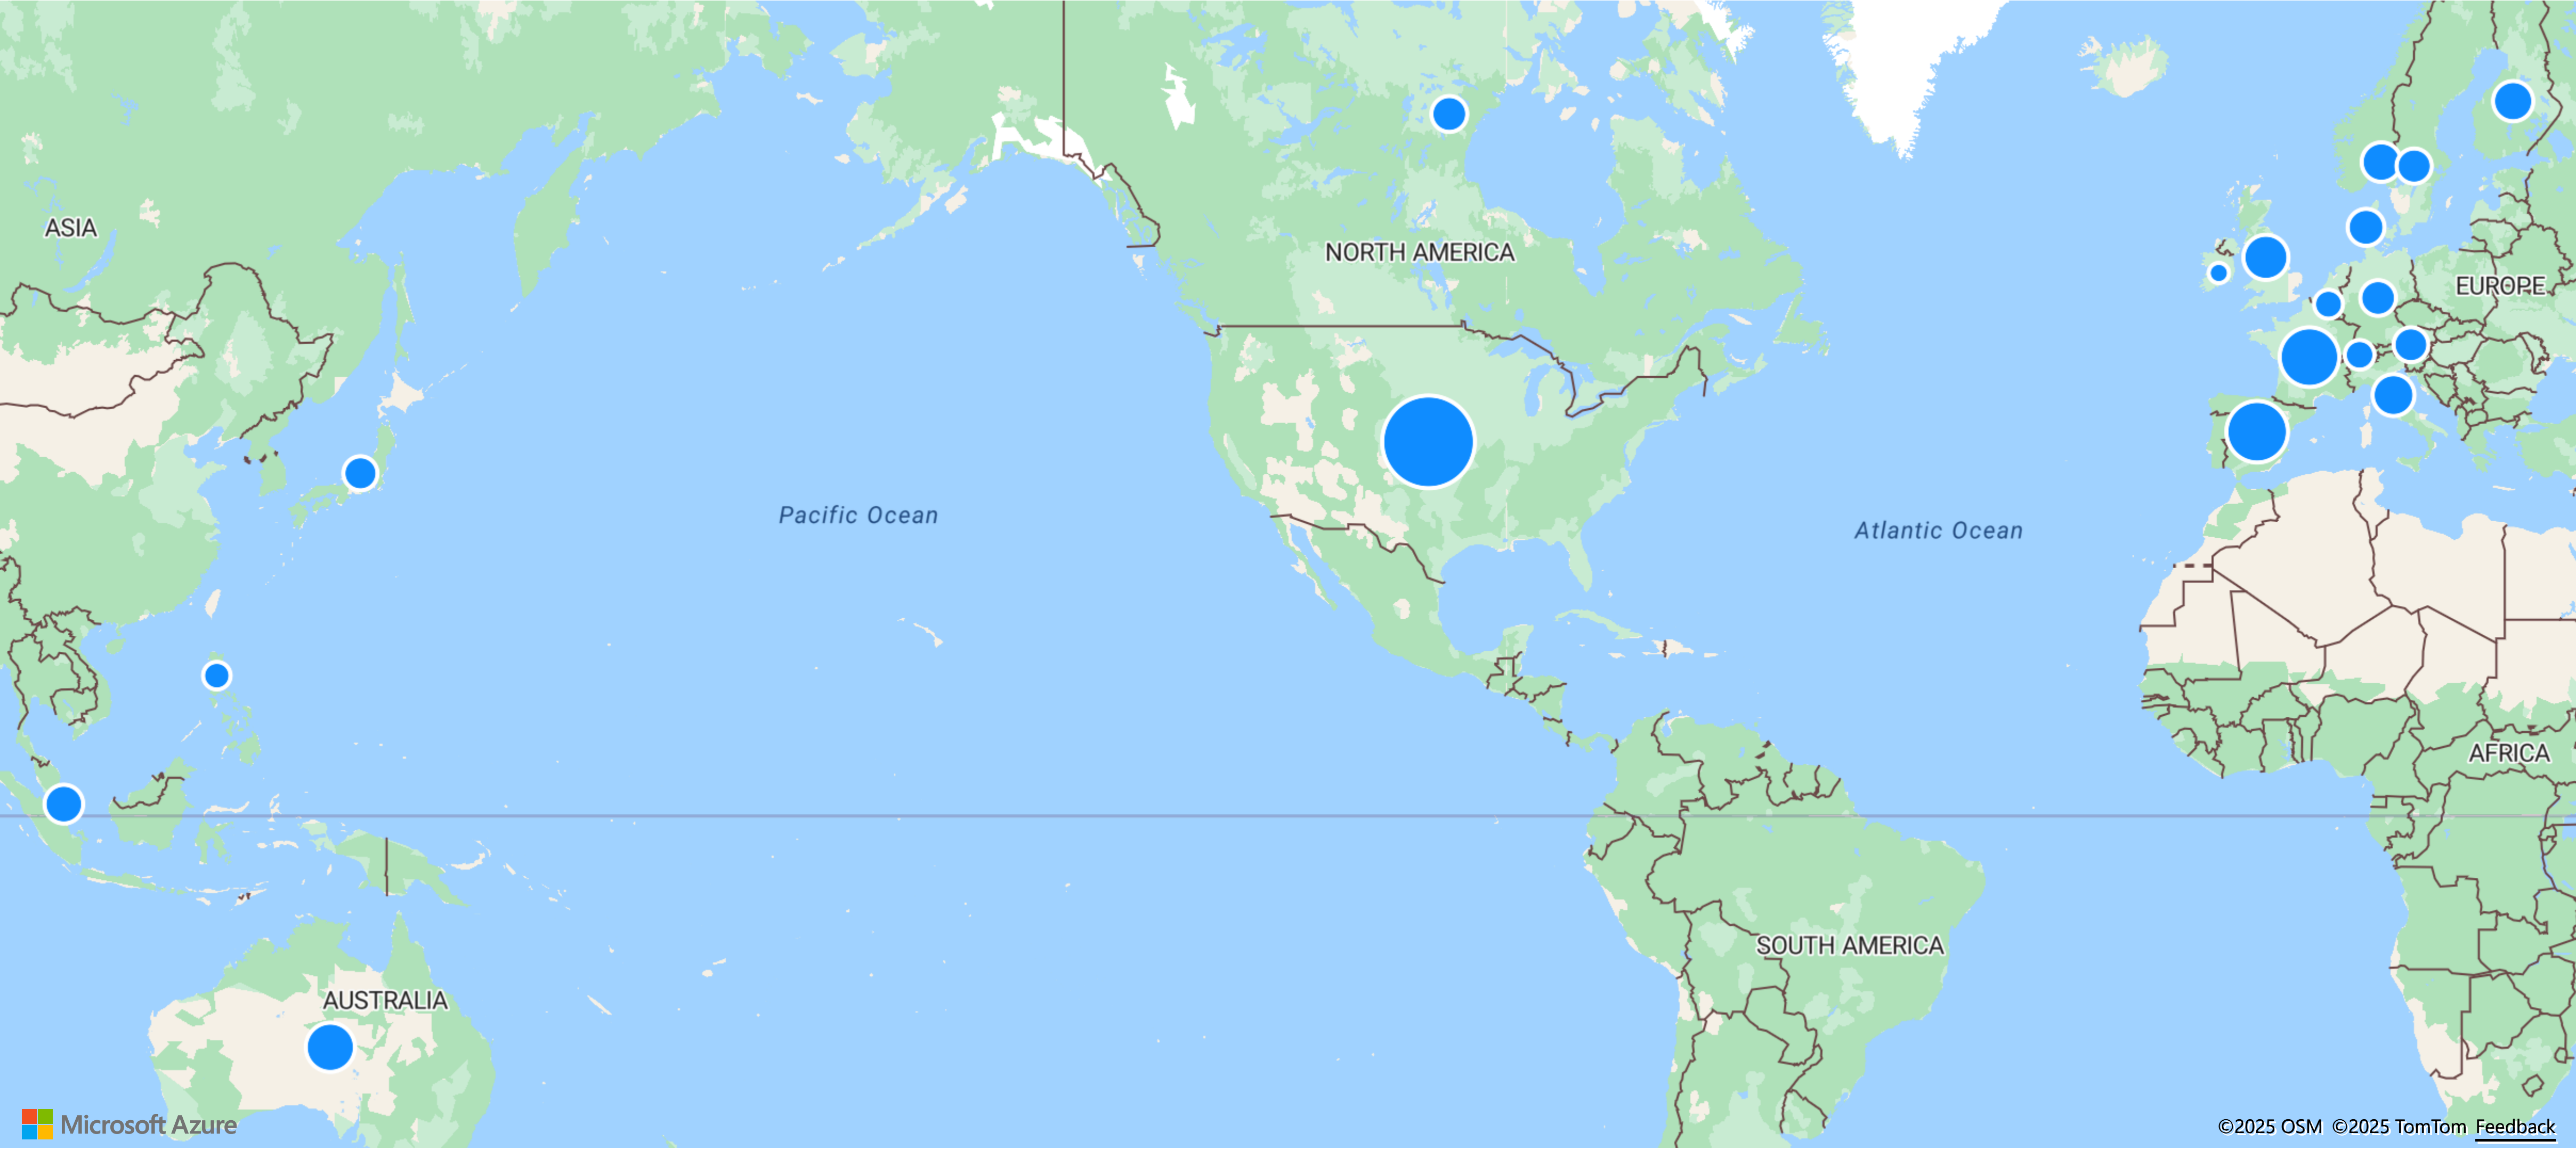 ASIA
NORTH AMERICA
EUROPE
Pacific Ocean
Atlantic Ocean
AFRICA
SOUTH AMERICA
AUSTRALIA
Microsoft Azure
©2025 OSM ©2025 TomTom Feedback